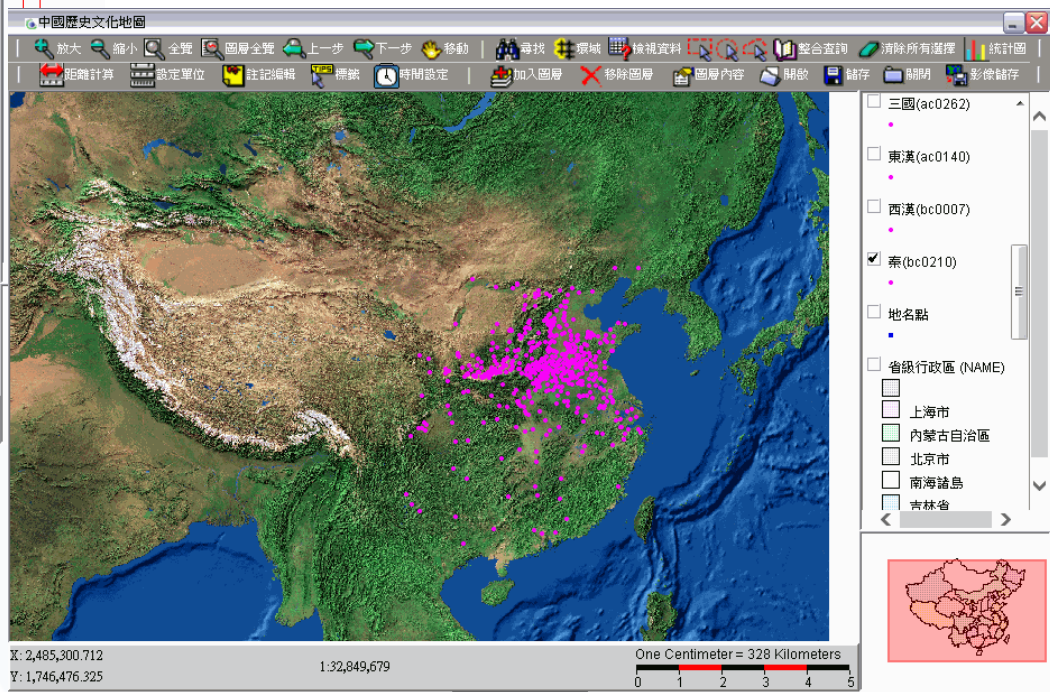 中國歷史文化地圖
放大 縮小 全覽 圖層全覽 上一步 下一步 移動 尋找 環域 檢視資料 整合查詢 清除所有選擇 統計圖
距離計算 設定單位 註記編輯 TIPS 標籤 時間設定 加入圖層 移除圖層 圖層內容 開啟 儲存 關閉 影像儲存
三國(ac0262)
東漢(ac0140)
西漢(bc0007)
秦(bc0210)
地名點
省級行政區 (NAME)
上海市
內蒙古自治區
北京市
南海諸島
吉林省
X: 2,485,300.712
Y: 1,746,476.325
1:32,849,679
One Centimeter = 328 Kilometers
0 1 2 3 4 5